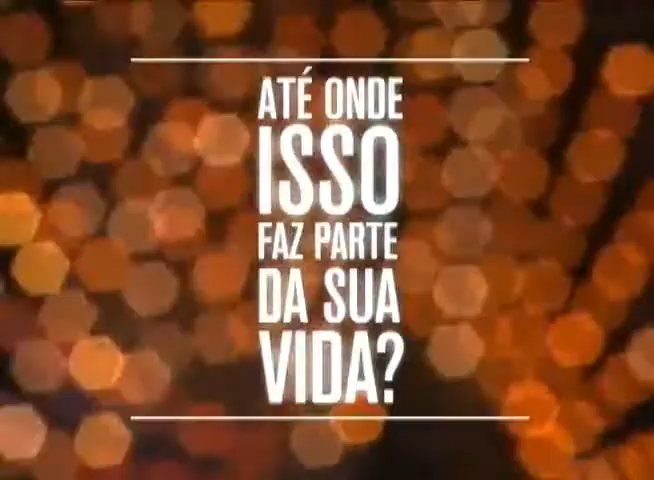 ATÉ ONDE
ISSO
FAZ PARTE
DA SUA
VIDA?